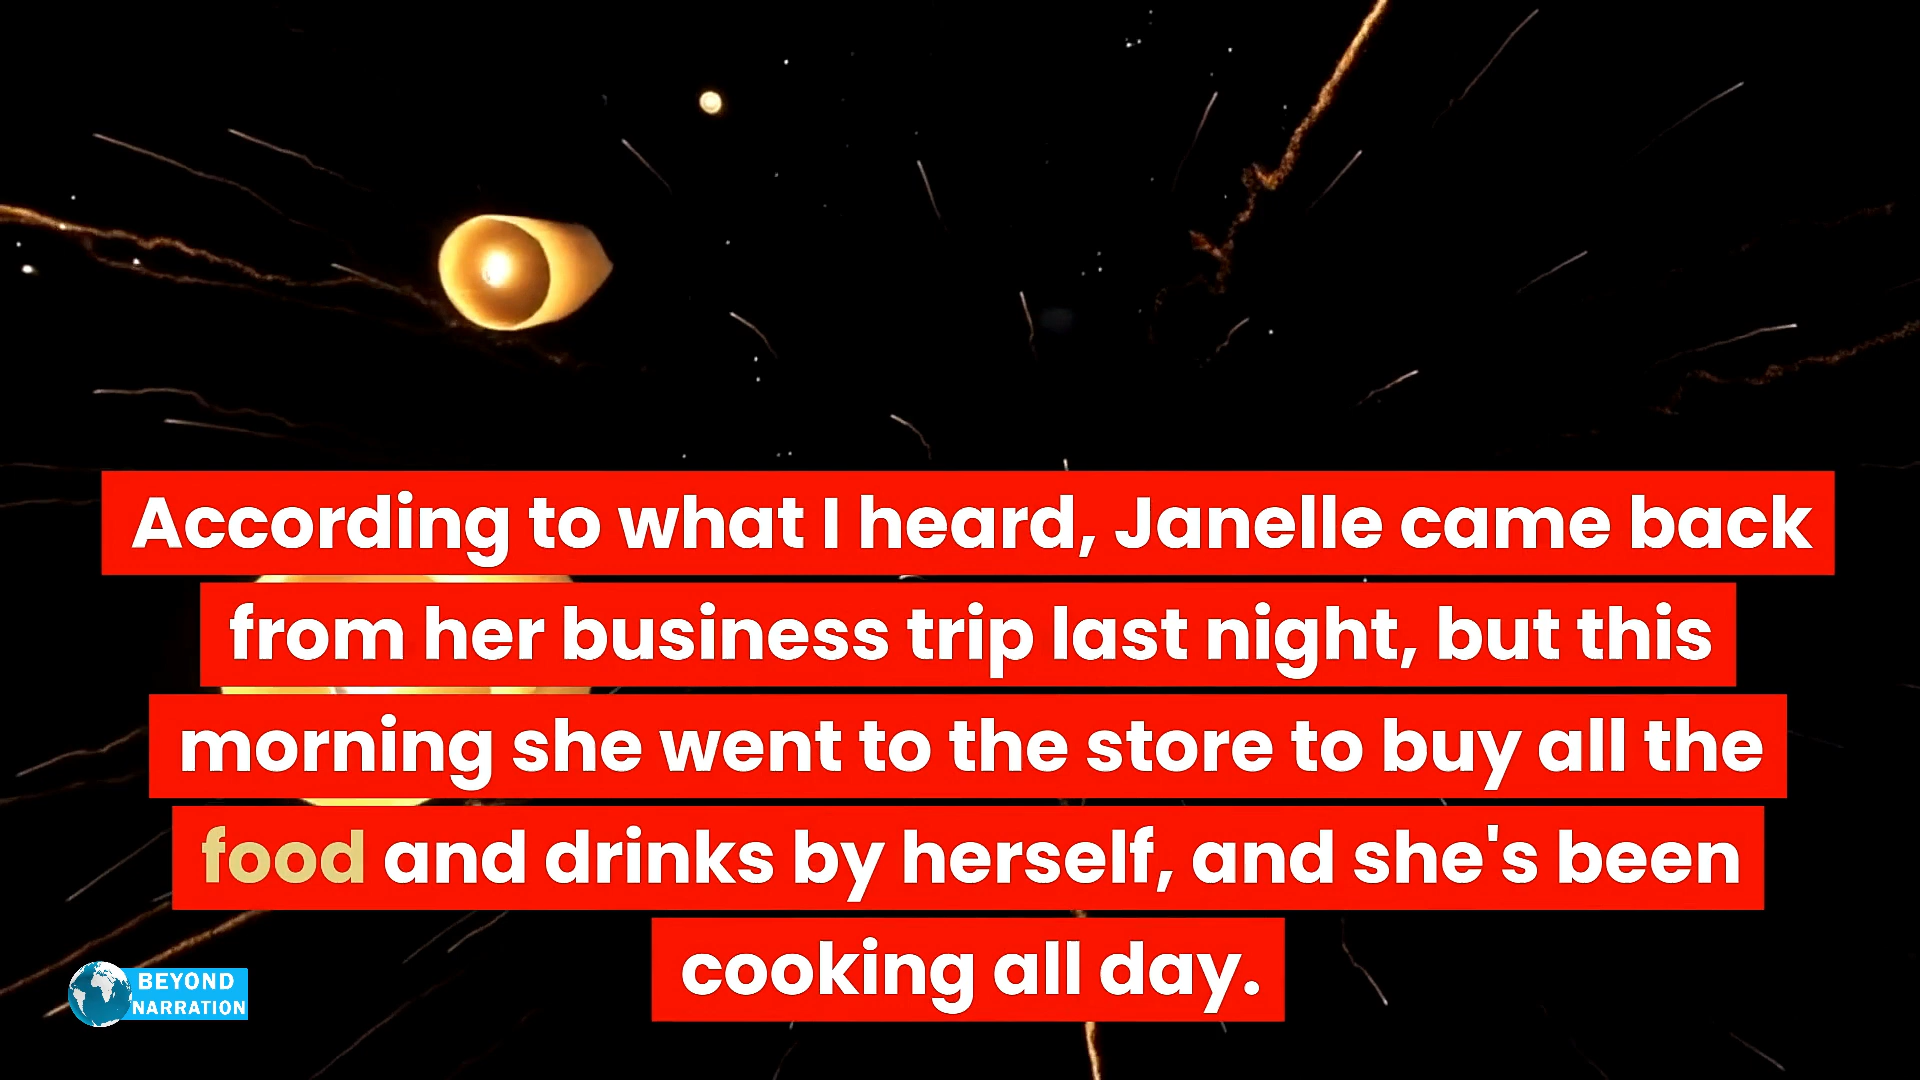 According to what I heard, Janelle came back
from her business trip last night, but this
morning she went to the store to buy all the
food and drinks by herself, and she's been
cooking all day.
BEYOND
NARRATION